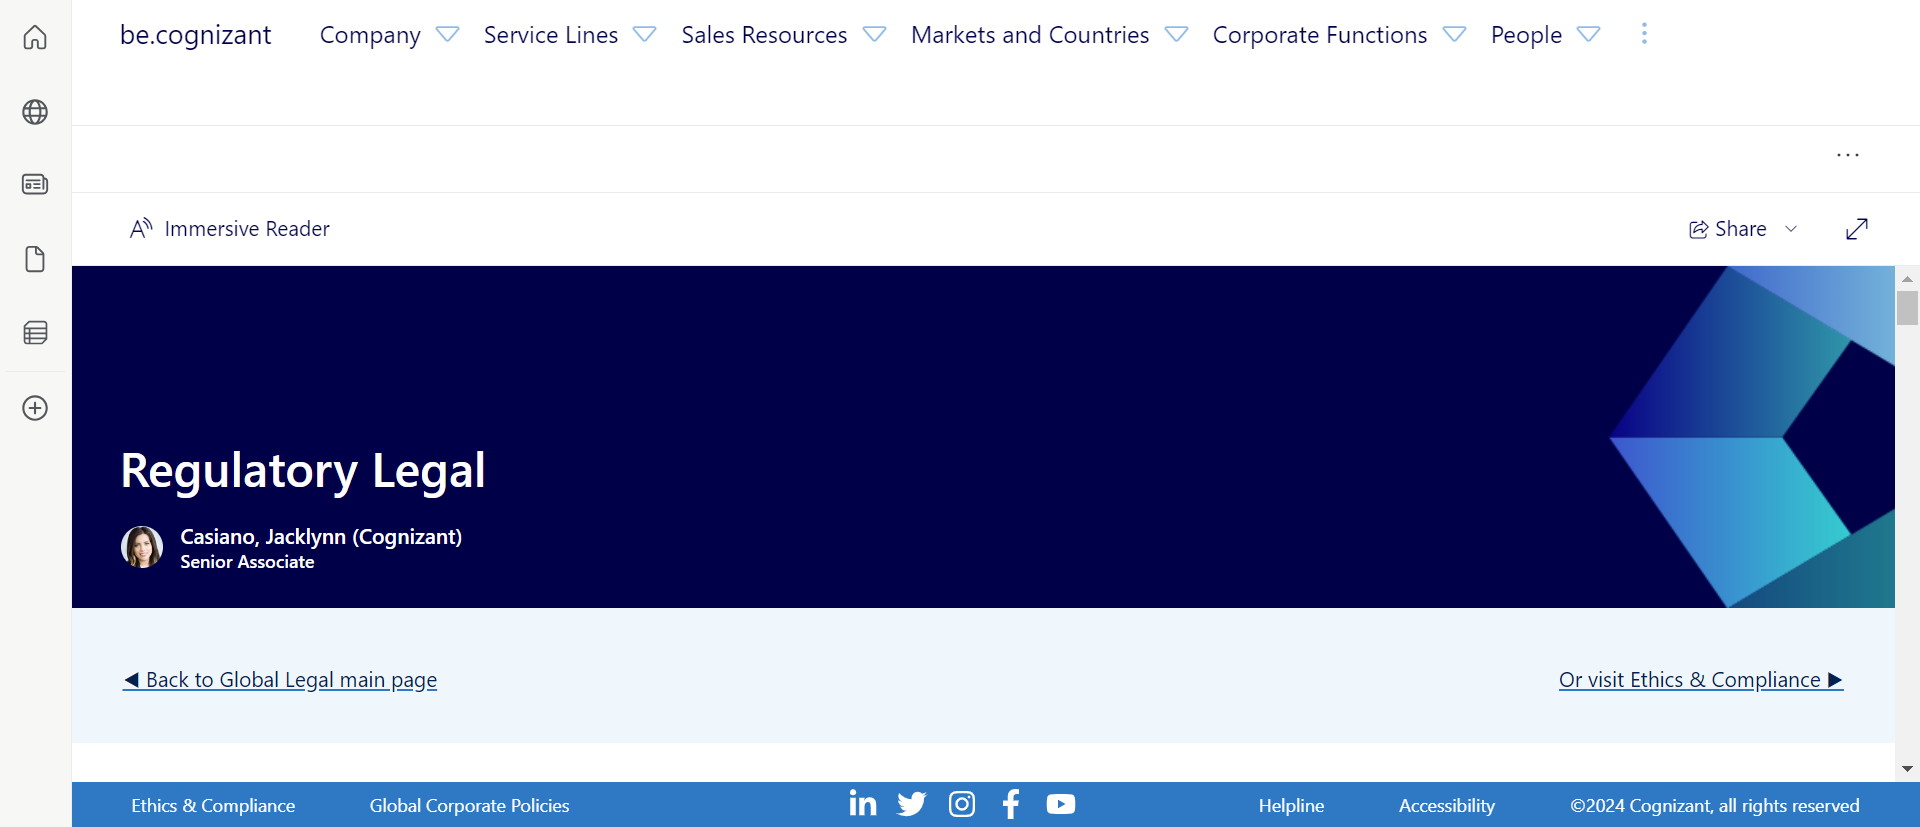 be.cognizant Company Service Lines Sales Resources Markets and Countries Corporate Functions People
Immersive Reader Share
Regulatory Legal
Casiano, Jacklynn (Cognizant)
Senior Associate
◀ Back to Global Legal main page Or visit Ethics & Compliance ▶
Ethics & Compliance Global Corporate Policies Helpline Accessibility ©2024 Cognizant, all rights reserved